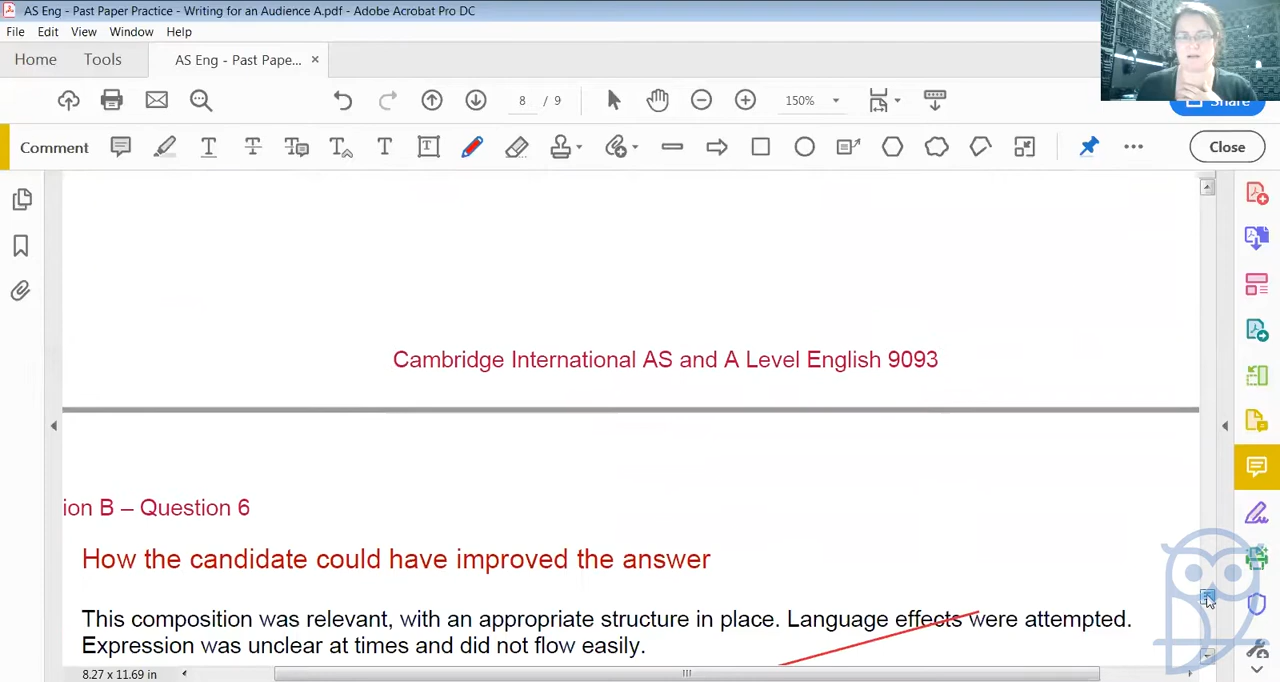 AS Eng - Past Paper Practice - Writing for an Audience A.pdf - Adobe Acrobat Pro DC
File Edit View Window Help
Home Tools AS Eng - Past Pape... ×
8 / 9 150%
Share
Comment Close
Cambridge International AS and A Level English 9093
ion B – Question 6
How the candidate could have improved the answer
This composition was relevant, with an appropriate structure in place. Language effects were attempted.
Expression was unclear at times and did not flow easily.
8.27 x 11.69 in